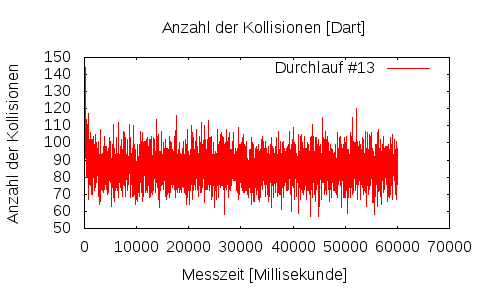 Anzahl der Kollisionen [Dart]
Durchlauf #13
Anzahl der Kollisionen
150
140
130
120
110
100
90
80
70
60
50
0 10000 20000 30000 40000 50000 60000 70000
Messzeit [Millisekunde]